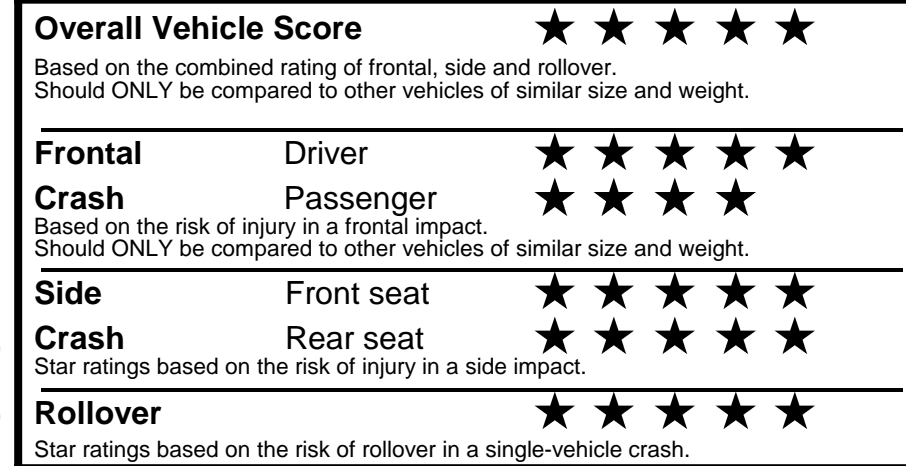 Overall Vehicle Score ★ ★ ★ ★ ★
Based on the combined rating of frontal, side and rollover.
Should ONLY be compared to other vehicles of similar size and weight.
Frontal Driver ★ ★ ★ ★ ★
Crash Passenger ★ ★ ★ ★
Based on the risk of injury in a frontal impact.
Should ONLY be compared to other vehicles of similar size and weight.
Side Front seat ★ ★ ★ ★ ★
Crash Rear seat ★ ★ ★ ★ ★
Star ratings based on the risk of injury in a side impact.
Rollover ★ ★ ★ ★ ★
Star ratings based on the risk of rollover in a single-vehicle crash.